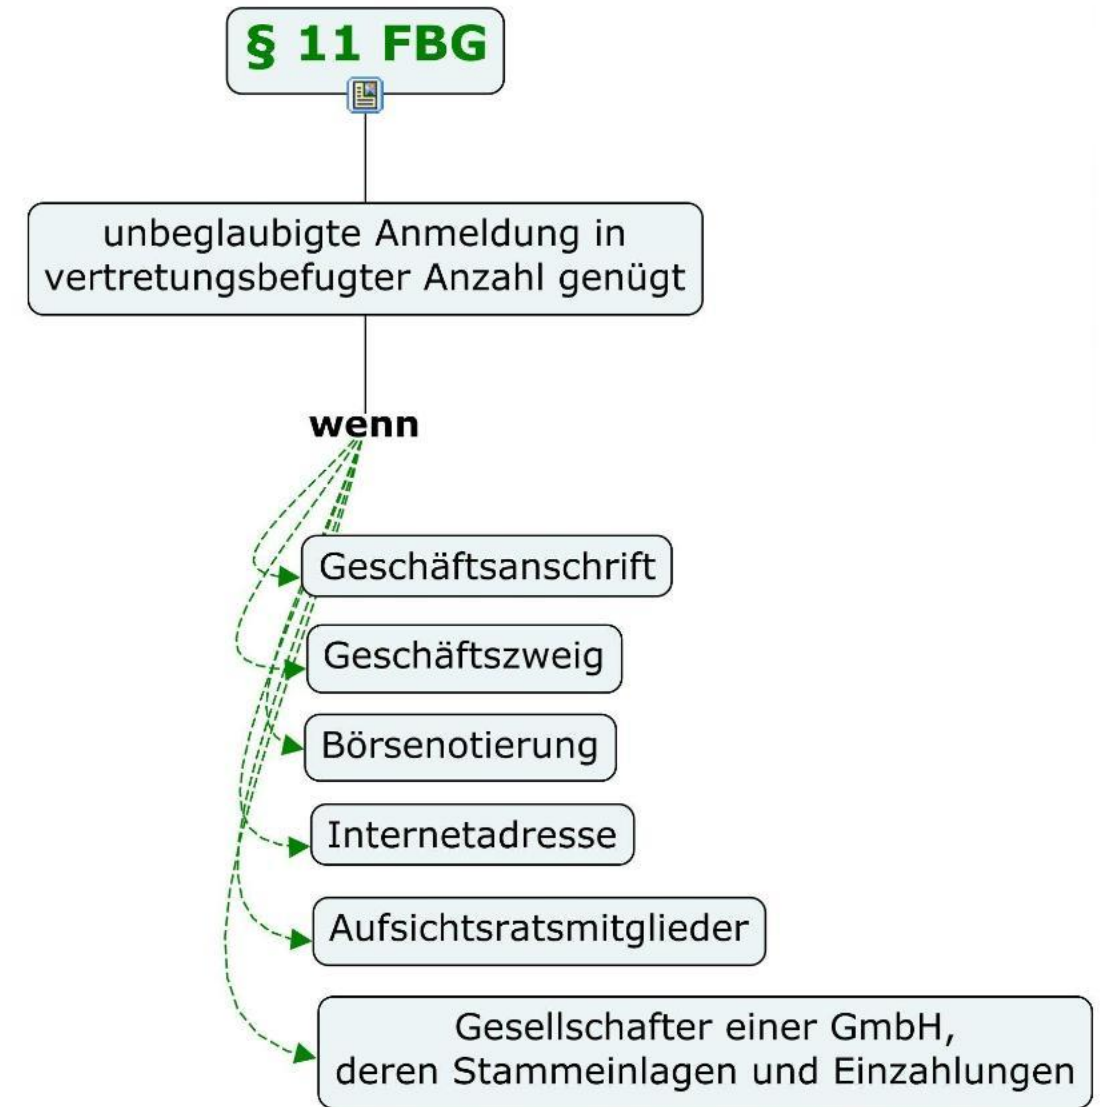 § 11 FBG
unbeglaubigte Anmeldung in
vertretungsbefugter Anzahl genügt
wenn
Geschäftsanschrift
Geschäftszweig
Börsenotierung
Internetadresse
Aufsichtsratsmitglieder
Gesellschafter einer GmbH,
deren Stammeinlagen und Einzahlungen